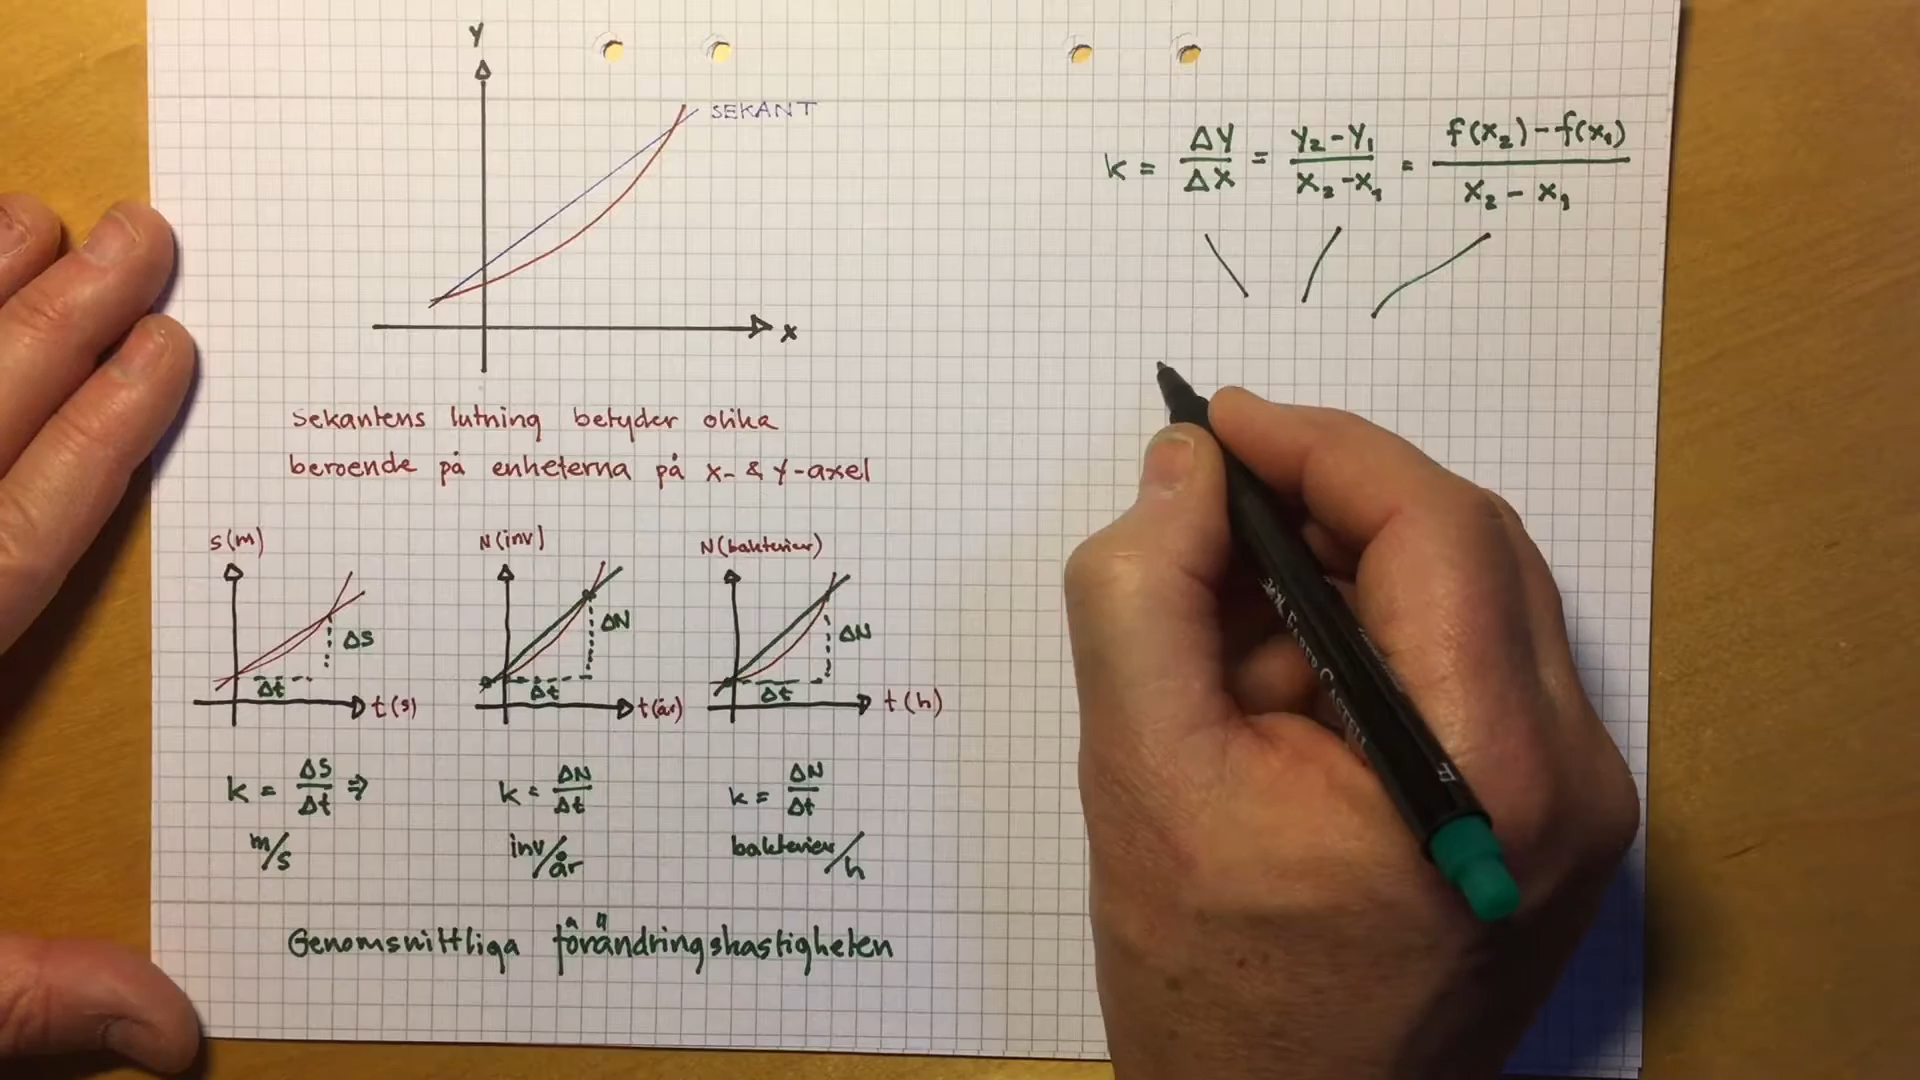 Y
SEKANT
x
k = ΔY/ΔX = Y₂-Y₁/X₂-X₁ = f(x₂)-f(x₁)/X₂-X₁
Sekantens lutning betyder olika
beroende på enheterna på x- & y-axel
S(m)
ΔS
Δt
t(s)
N(inv)
ΔN
Δt
t(år)
N(bakterier)
ΔN
Δt
t(h)
k = ΔS/Δt ⇒
m/s
k = ΔN/Δt
inv/år
k = ΔN/Δt
bakterier/h
Genomsnittliga förändringshastigheten
FABER CASTELL